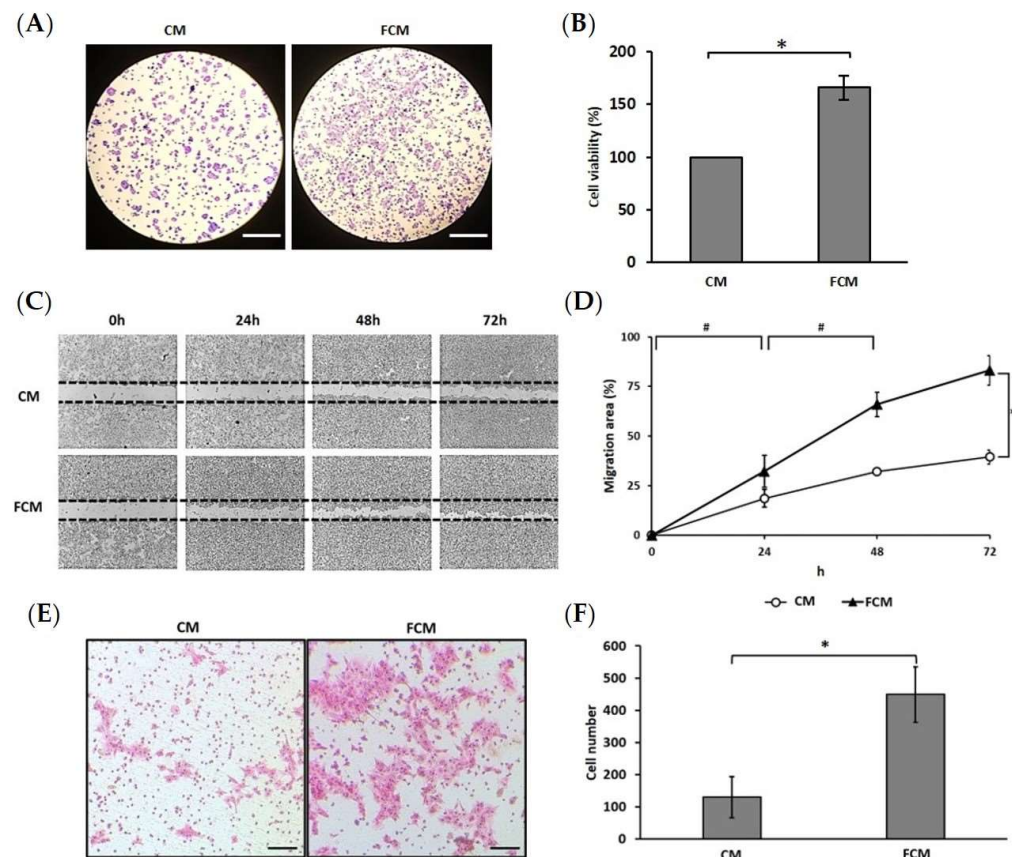 (A)
CM FCM
(B)
*
200
150
100
50
0
Cell viability (%)
CM FCM
(C)
0h 24h 48h 72h
CM
FCM
(D)
# #
100
75
50
25
0
Migration area (%)
0 24 48 72
h
CM FCM
(E)
CM FCM
(F)
*
600
500
400
300
200
100
0
Cell number
CM FCM